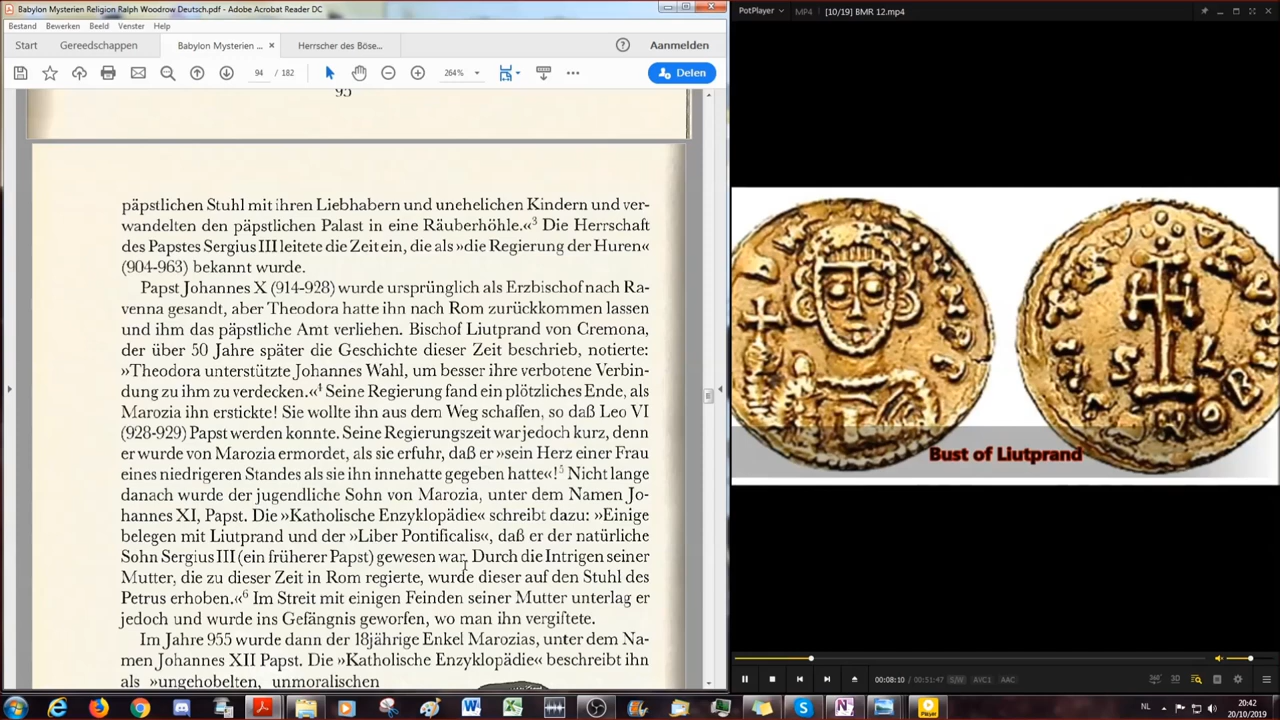 Babylon Mysterien Religion Ralph Woodrow Deutsch.pdf - Adobe Acrobat Reader DC
Bestand Bewerken Beeld Venster Help
Start Gereedschappen Babylon Mysterien ... × Herrscher des Böse... Aanmelden
94 / 182 264% Delen
95
päpstlichen Stuhl mit ihren Liebhabern und unehelichen Kindern und ver-
wandelten den päpstlichen Palast in eine Räuberhöhle.«³ Die Herrschaft
des Papstes Sergius III leitete die Zeit ein, die als »die Regierung der Huren«
(904-963) bekannt wurde.
Papst Johannes X (914-928) wurde ursprünglich als Erzbischof nach Ra-
venna gesandt, aber Theodora hatte ihn nach Rom zurückkommen lassen
und ihm das päpstliche Amt verliehen. Bischof Liutprand von Cremona,
der über 50 Jahre später die Geschichte dieser Zeit beschrieb, notierte:
»Theodora unterstützte Johannes Wahl, um besser ihre verbotene Verbin-
dung zu ihm zu verdecken.«⁴ Seine Regierung fand ein plötzliches Ende, als
Marozia ihn erstickte! Sie wollte ihn aus dem Weg schaffen, so daß Leo VI
(928-929) Papst werden konnte. Seine Regierungszeit war jedoch kurz, denn
er wurde von Marozia ermordet, als sie erfuhr, daß er »sein Herz einer Frau
eines niedrigeren Standes als sie ihn innehatte gegeben hatte«!⁵ Nicht lange
danach wurde der jugendliche Sohn von Marozia, unter dem Namen Jo-
hannes XI, Papst. Die »Katholische Enzyklopädie« schreibt dazu: »Einige
belegen mit Liutprand und der »Liber Pontificalis«, daß er der natürliche
Sohn Sergius III (ein früherer Papst) gewesen war. Durch die Intrigen seiner
Mutter, die zu dieser Zeit in Rom regierte, wurde dieser auf den Stuhl des
Petrus erhoben.«⁶ Im Streit mit einigen Feinden seiner Mutter unterlag er
jedoch und wurde ins Gefängnis geworfen, wo man ihn vergiftete.
Im Jahre 955 wurde dann der 18jährige Enkel Marozias, unter dem Na-
men Johannes XII Papst. Die »Katholische Enzyklopädie« beschreibt ihn
als »ungehobelten, unmoralischen
PotPlayer MP4 [10/19] BMR 12.mp4
Bust of Liutprand
00:08:10 / 00:51:47 S/W AVC1 AAC
360° 3D
NL 20:42
20/10/2019